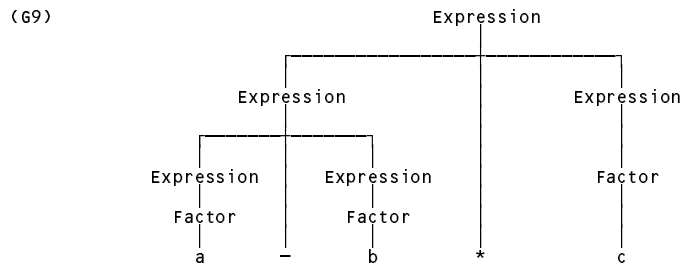 (G9) Expression
Expression Expression
Expression Expression Factor
Factor Factor
a - b * c